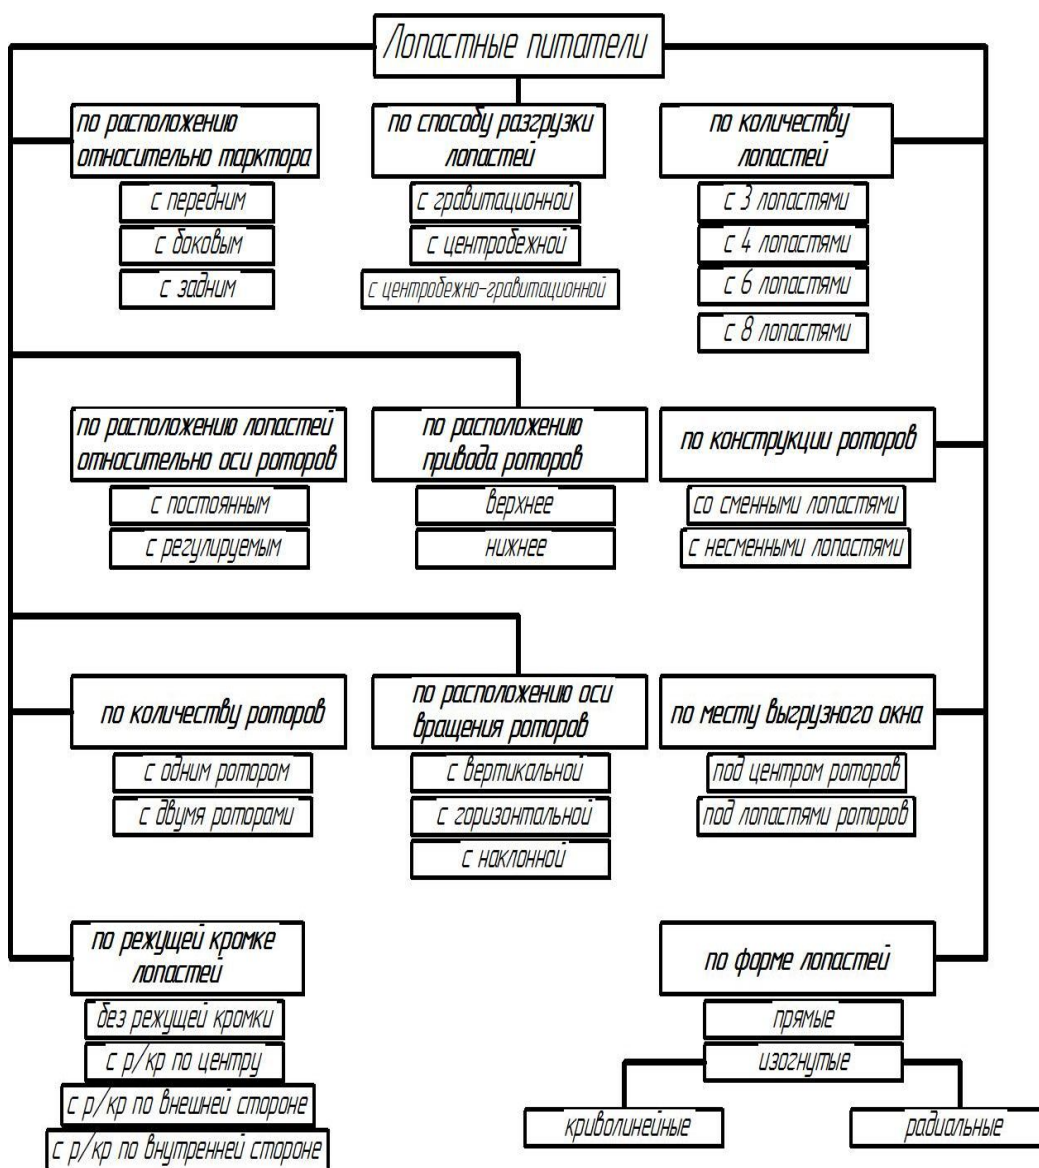 Лопастные питатели
по расположению
относительно тарктора
с передним
с боковым
с задним
по способу разгрузки
лопастей
с гравитационной
с центробежной
с центробежно-гравитационной
по количеству
лопастей
с 3 лопастями
с 4 лопастями
с 6 лопастями
с 8 лопастями
по расположению лопастей
относительно оси роторов
с постоянным
с регулируемым
по расположению
привода роторов
верхнее
нижнее
по конструкции роторов
со сменными лопастями
с несменными лопастями
по количеству роторов
с одним ротором
с двумя роторами
по расположению оси
вращения роторов
с вертикальной
с горизонтальной
с наклонной
по месту выгрузного окна
под центром роторов
под лопастями роторов
по режущей кромке
лопастей
без режущей кромки
с р/кр по центру
с р/кр по внешней стороне
с р/кр по внутренней стороне
по форме лопастей
прямые
изогнутые
криволинейные
радиальные